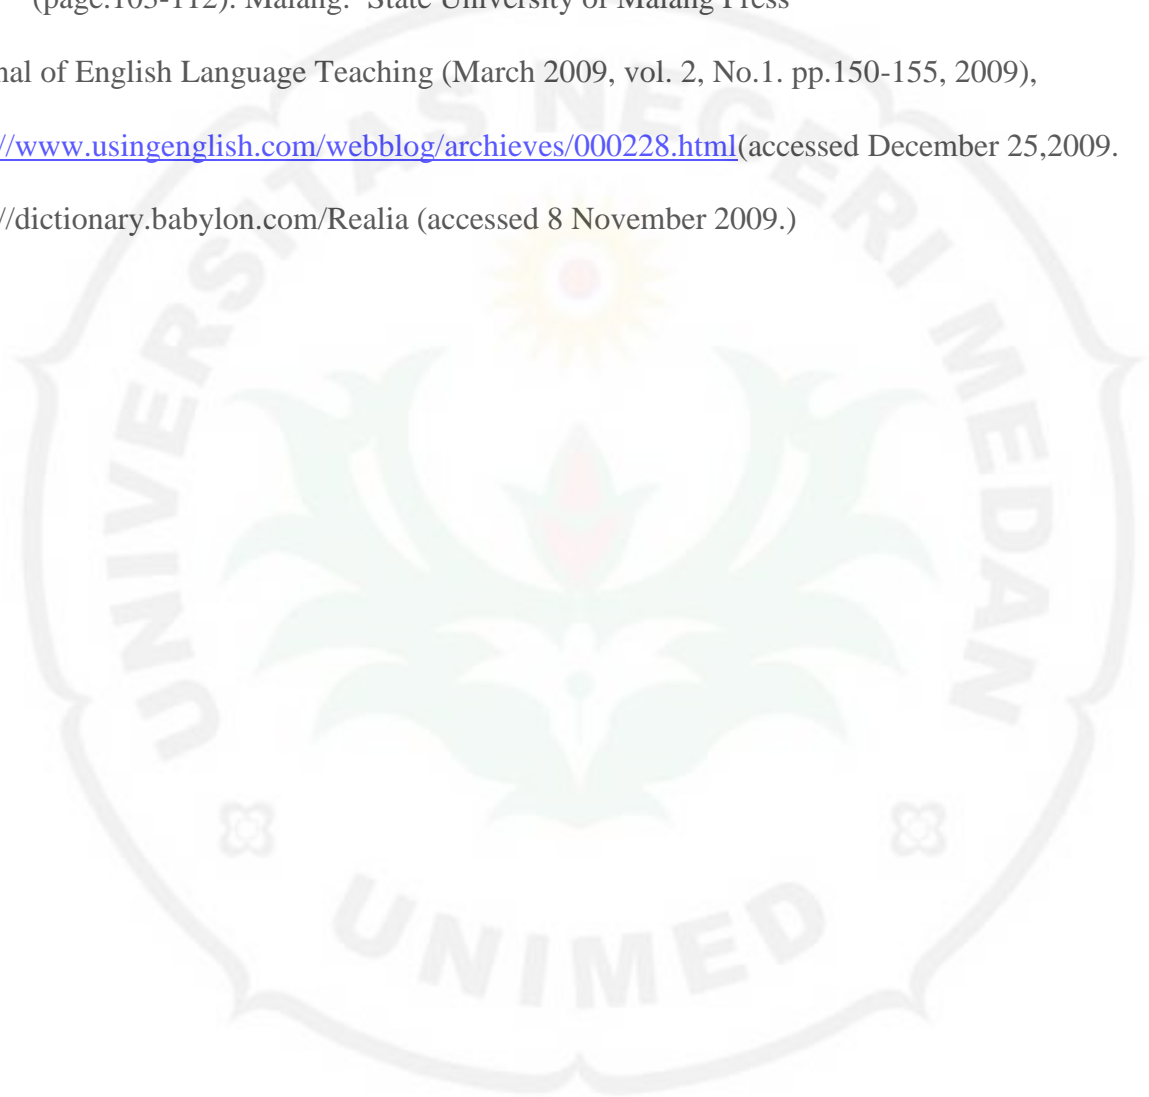 (page.103-112). Malang: State University of Malang Press
nal of English Language Teaching (March 2009, vol. 2, No.1. pp.150-155, 2009),
//www.usingenglish.com/webblog/archieves/000228.html(accessed December 25,2009.
//dictionary.babylon.com/Realia (accessed 8 November 2009.)
UNIVERSITAS NEGERI MEDAN
UNIMED